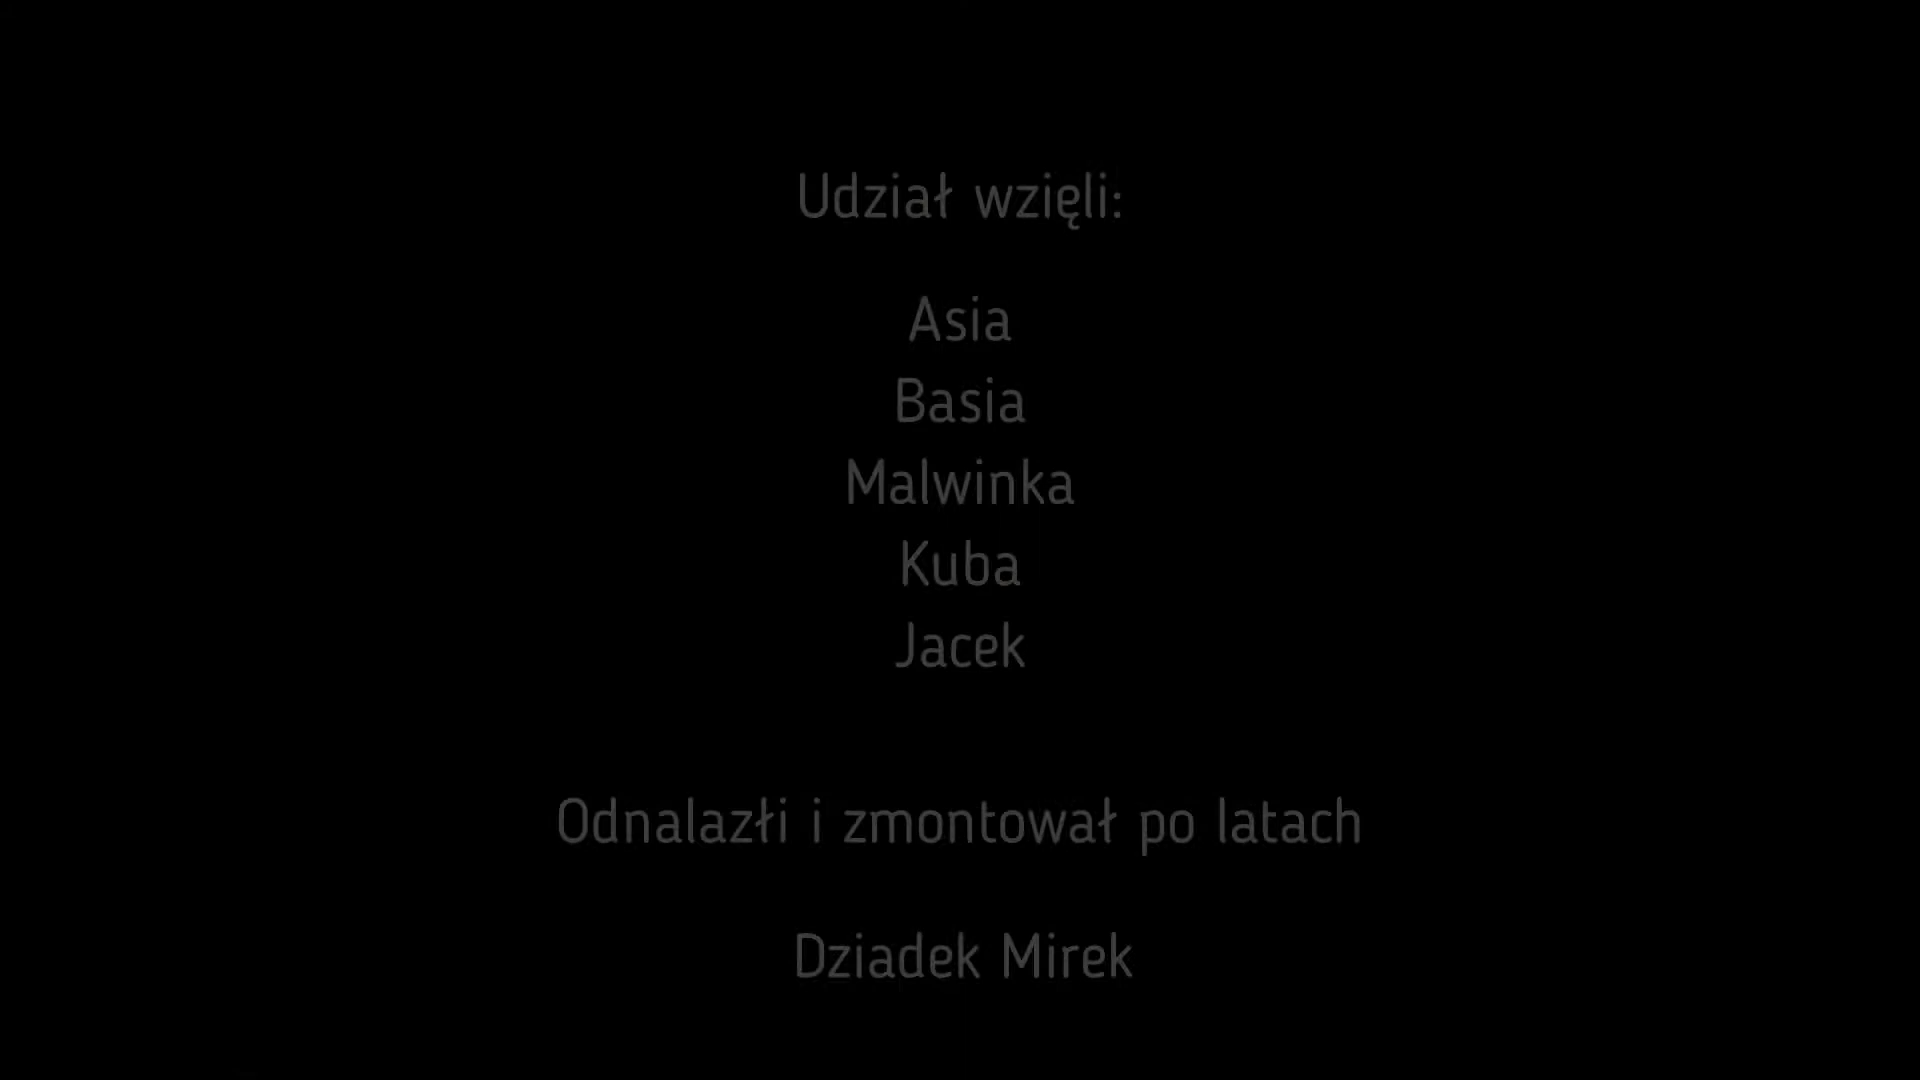 Udział wzięli:
Asia
Basia
Malwinka
Kuba
Jacek
Odnalazłi i zmontował po latach
Dziadek Mirek